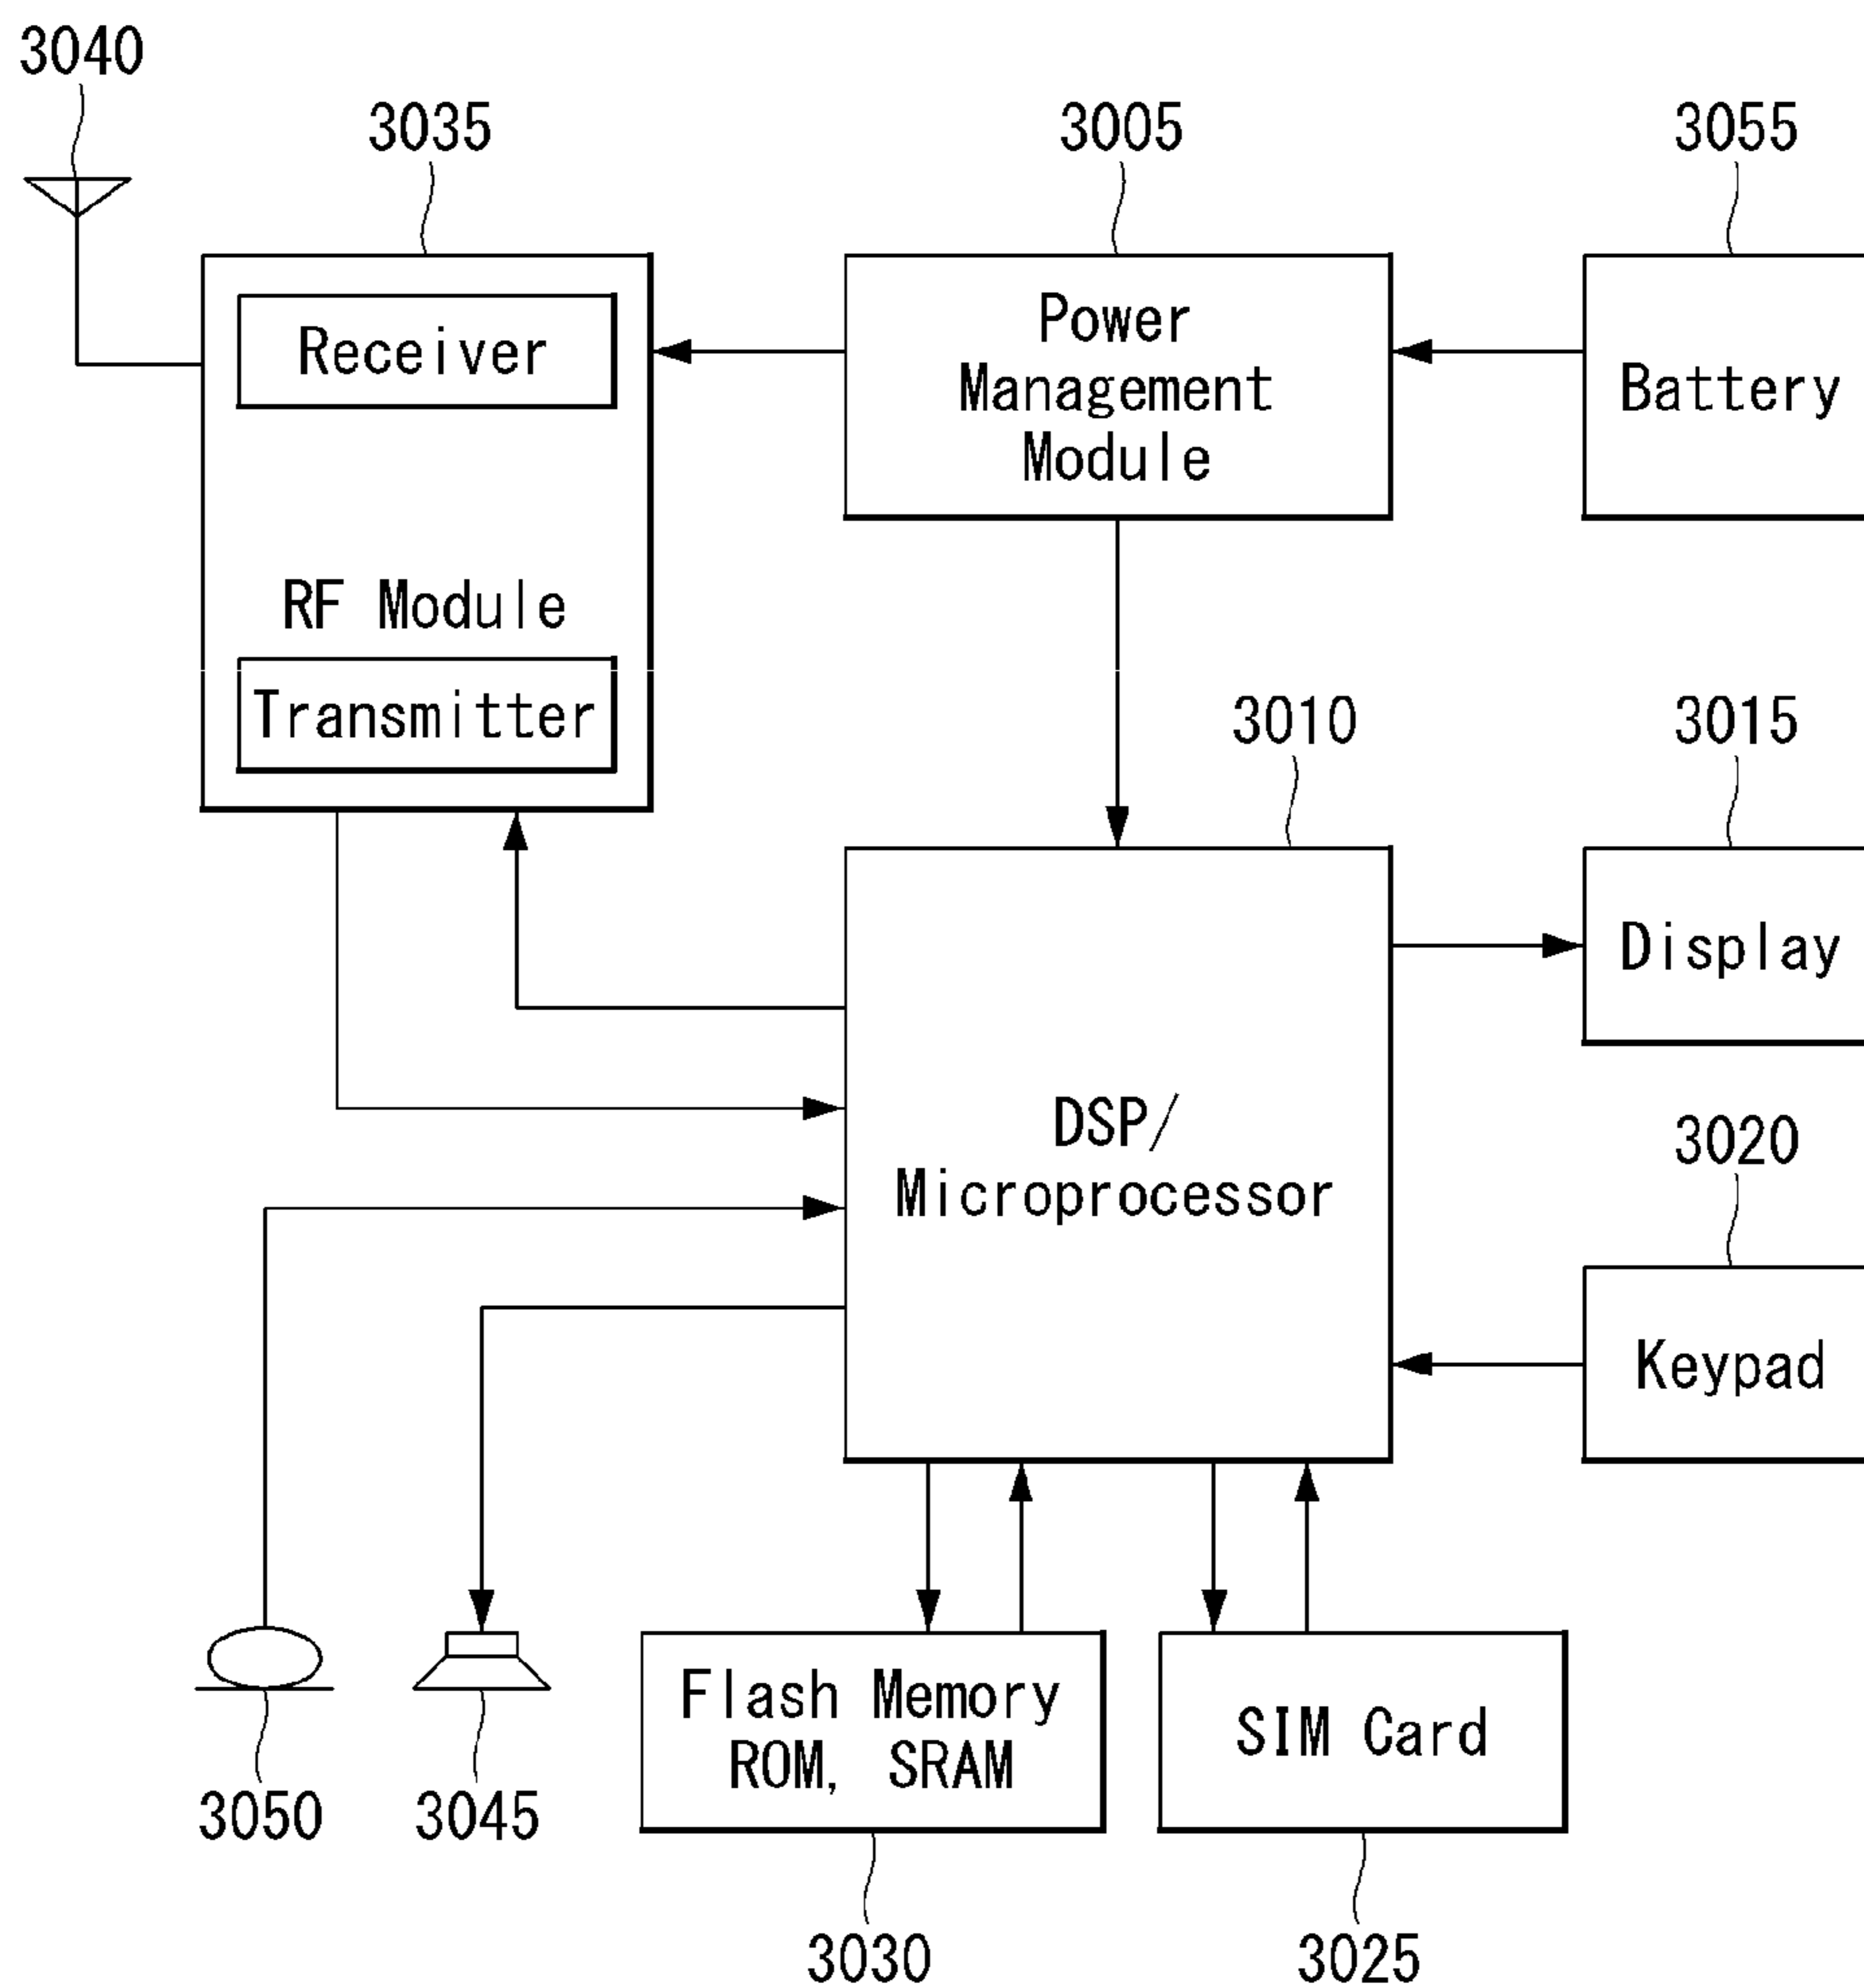 3040
3035
3005
3055
Receiver
RF Module
Transmitter
Power
Management
Module
Battery
3010
3015
DSP/
Microprocessor
Display
3020
Keypad
Flash Memory
ROM, SRAM
SIM Card
3050
3045
3030
3025